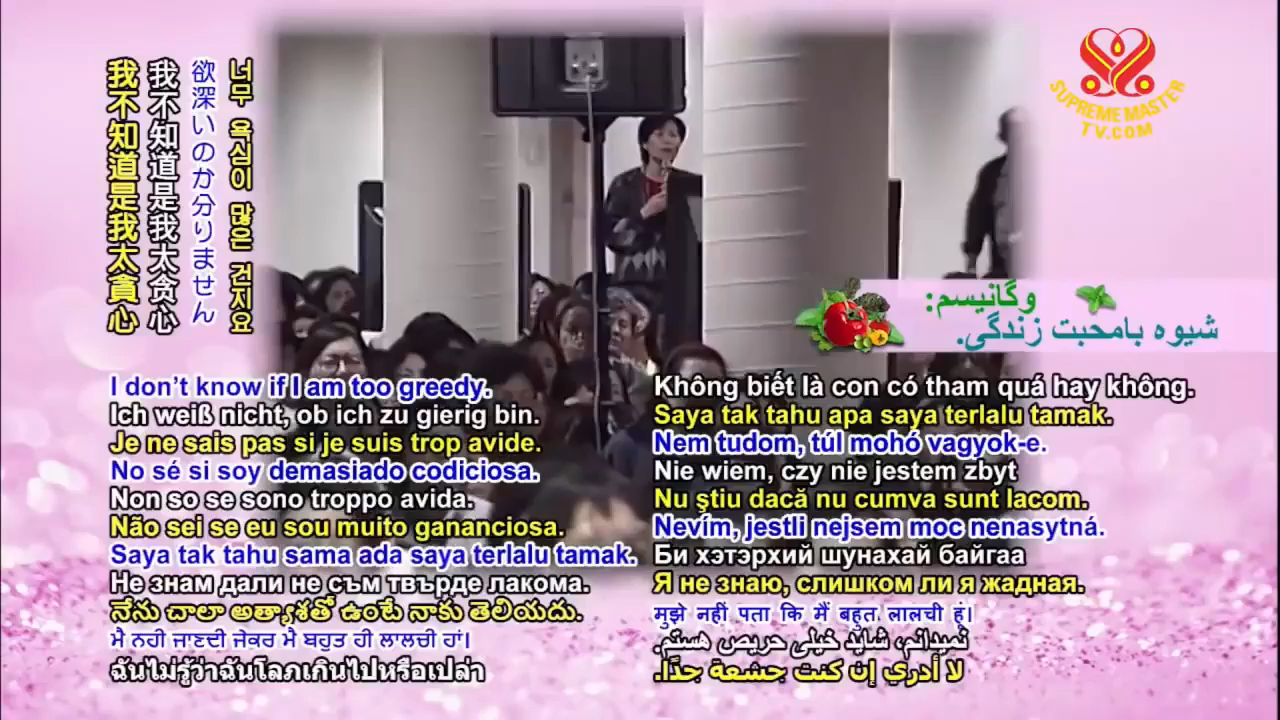 SUPREME MASTER
TV.COM
너무 욕심이 많은 건지요
欲深いのか分りません
我不知道是我太贪心
我不知道是我太貪心
وگانیسم:
شیوه بامحبت زندگی.
I don't know if I am too greedy.
Ich weiß nicht, ob ich zu gierig bin.
Je ne sais pas si je suis trop avide.
No sé si soy demasiado codiciosa.
Non so se sono troppo avida.
Não sei se eu sou muito gananciosa.
Saya tak tahu sama ada saya terlalu tamak.
Не знам дали не съм твърде лакома.
నేను చాలా అత్యాశతో ఉంటే నాకు తెలియదు.
ਮੈ ਨਹੀ ਜਾਣਦੀ ਜੇਕਰ ਮੈ ਬਹੁਤ ਹੀ ਲਾਲਚੀ ਹਾਂ।
ฉันไม่รู้ว่าฉันโลภเกินไปหรือเปล่า
Không biết là con có tham quá hay không.
Saya tak tahu apa saya terlalu tamak.
Nem tudom, túl mohó vagyok-e.
Nie wiem, czy nie jestem zbyt
Nu ştiu dacă nu cumva sunt lacom.
Nevím, jestli nejsem moc nenasytná.
Би хэтэрхий шунахай байгаа
Я не знаю, слишком ли я жадная.
मुझे नहीं पता कि मैं बहुत लालची हूं।
نمیدانم، شاید خیلی حریص هستم.
لا أدري إن كنت جشعة جدًا.